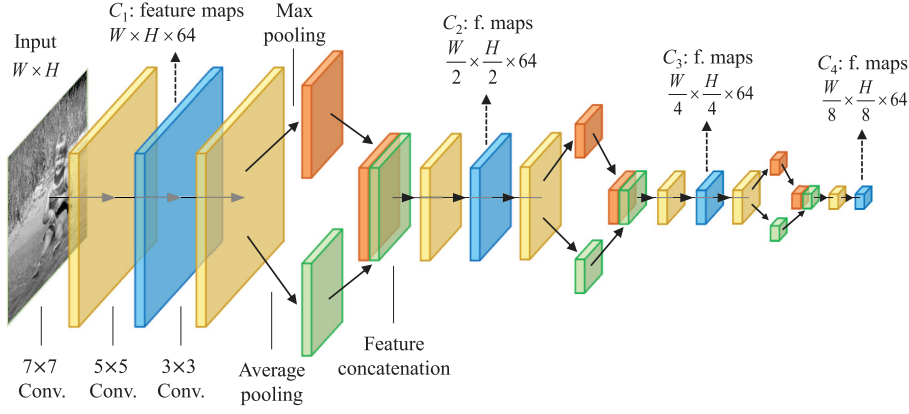 Input
W × H
C₁: feature maps
W × H × 64
Max
pooling
C₂: f. maps
W/2 × H/2 × 64
C₃: f. maps
W/4 × H/4 × 64
C₄: f. maps
W/8 × H/8 × 64
7×7
Conv.
5×5
Conv.
3×3
Conv.
Average
pooling
Feature
concatenation